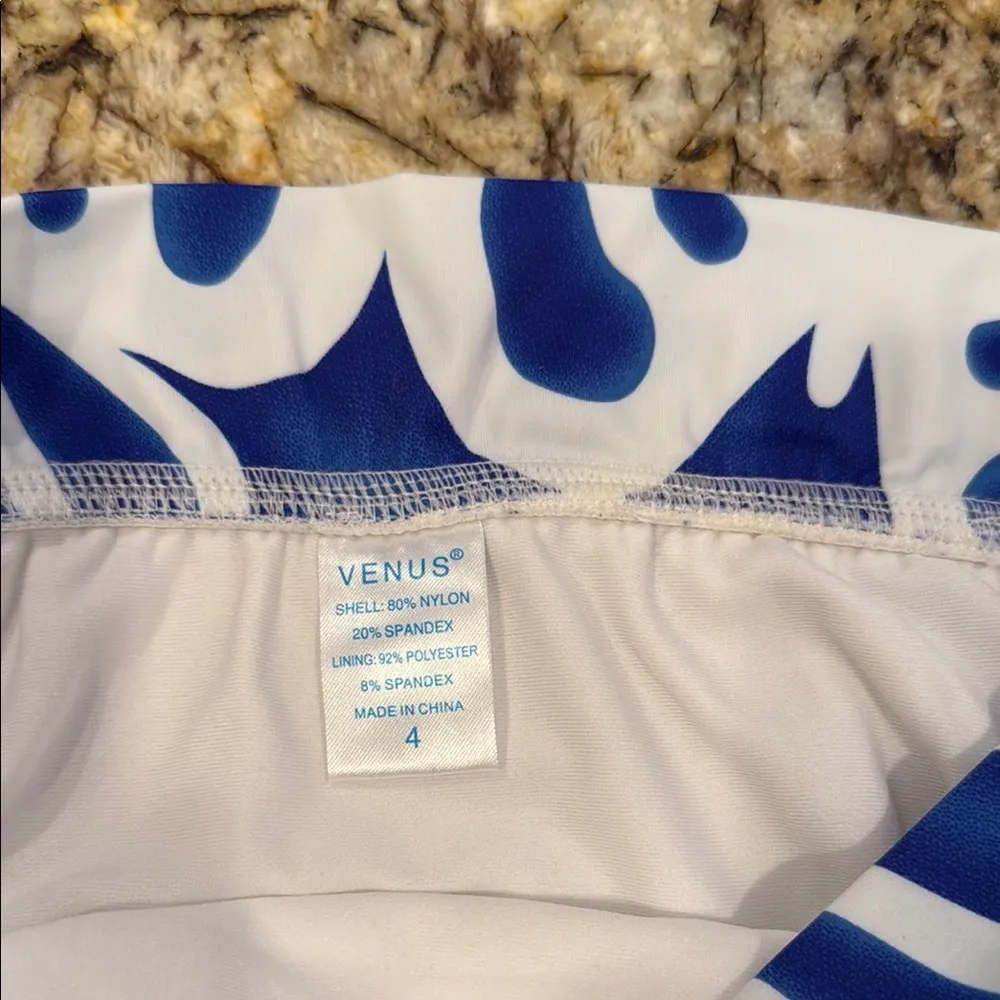 VENUS®
SHELL: 80% NYLON
20% SPANDEX
LINING: 92% POLYESTER
8% SPANDEX
MADE IN CHINA
4